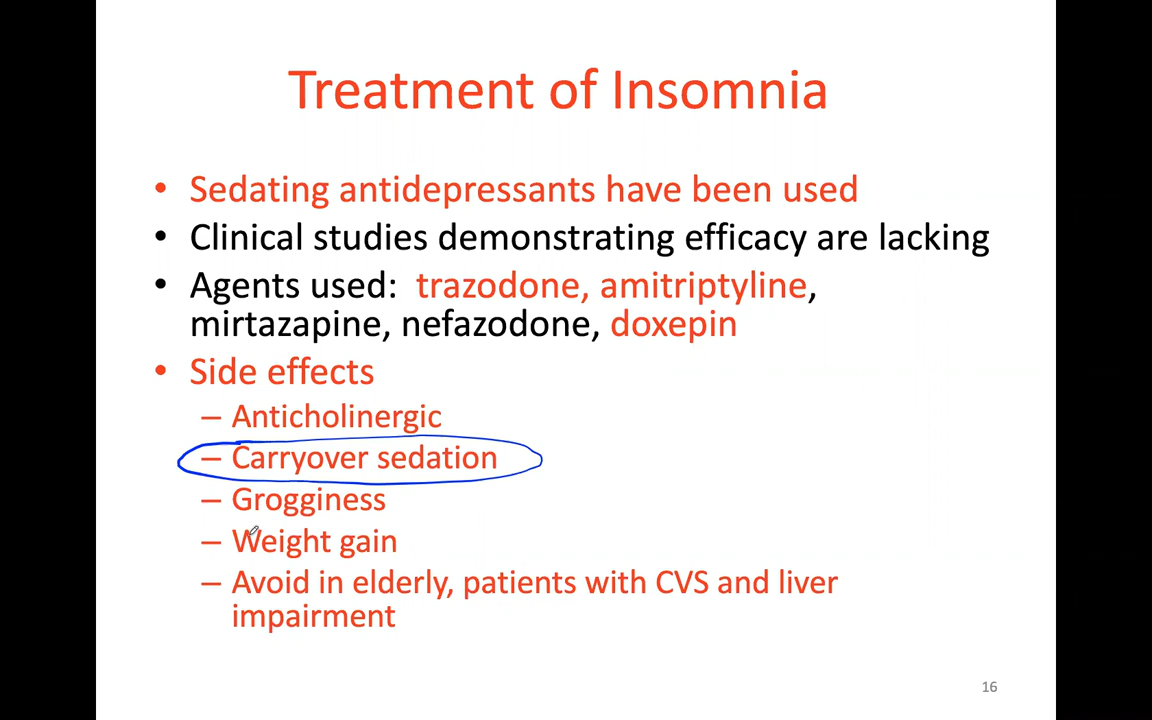 Treatment of Insomnia
• Sedating antidepressants have been used
• Clinical studies demonstrating efficacy are lacking
• Agents used: trazodone, amitriptyline,
mirtazapine, nefazodone, doxepin
• Side effects
– Anticholinergic
– Carryover sedation
– Grogginess
– Weight gain
– Avoid in elderly, patients with CVS and liver
impairment
16